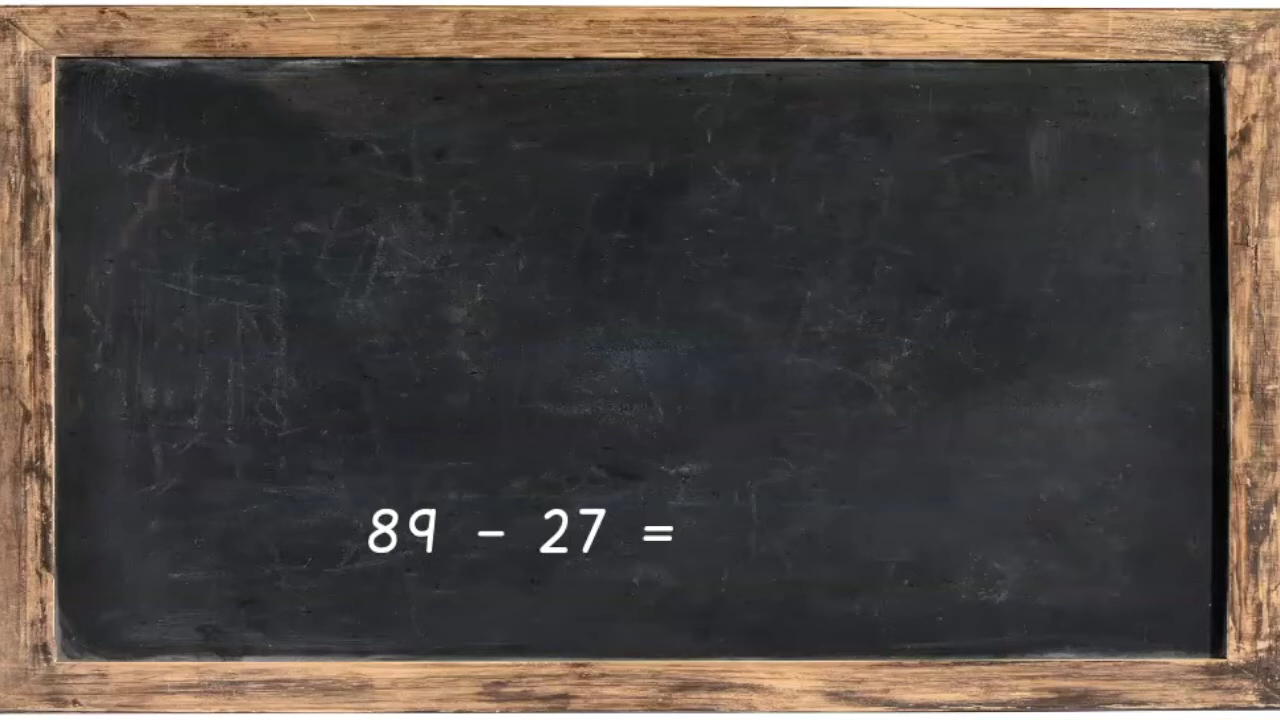 89 - 27 =